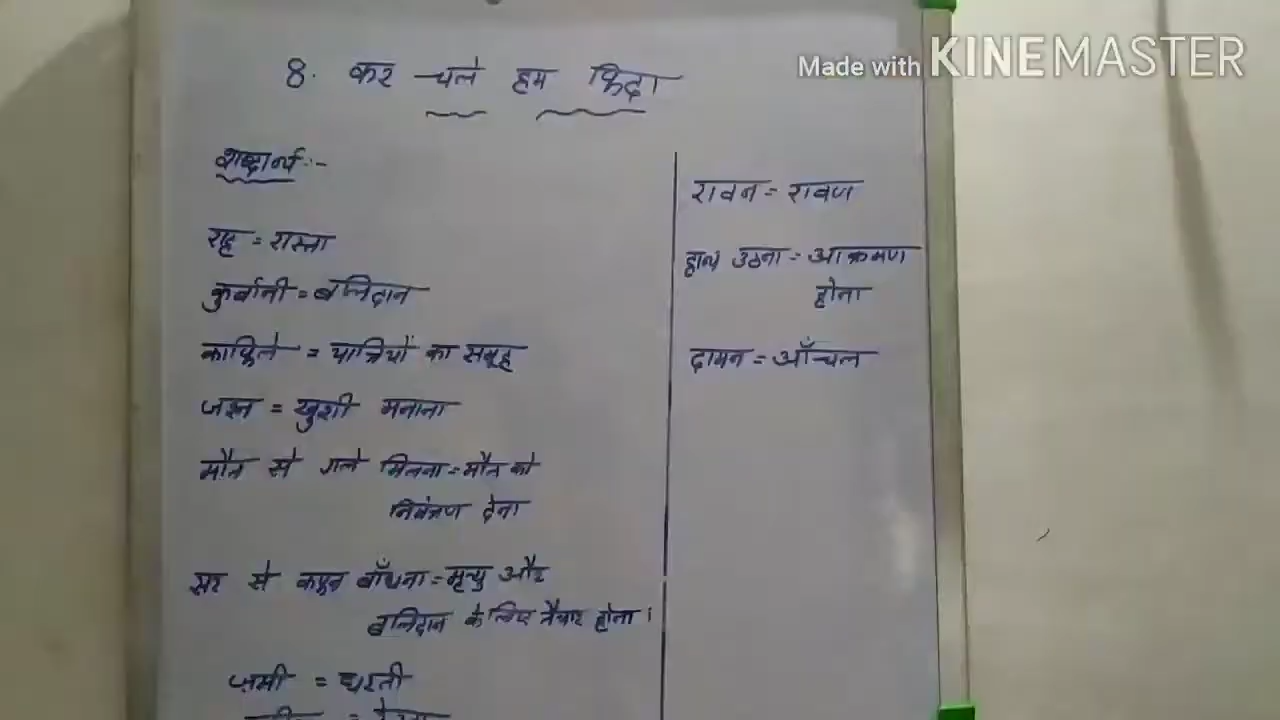 8. कर चले हम फ़िदा
Made with KINEMASTER
शब्दार्थ :-
राह = रास्ता
कुर्बानी = बलिदान
काफ़िले = यात्रियों का समूह
जश्न = खुशी मनाना
मौत से गले मिलना = मौत को
निमंत्रण देना
सर से कफ़न बाँधना = मृत्यु और
बलिदान के लिए तैयार होना।
ज़मी = धरती
रावन = रावण
हाथ उठना = आक्रमण
होना
दामन = आँचल